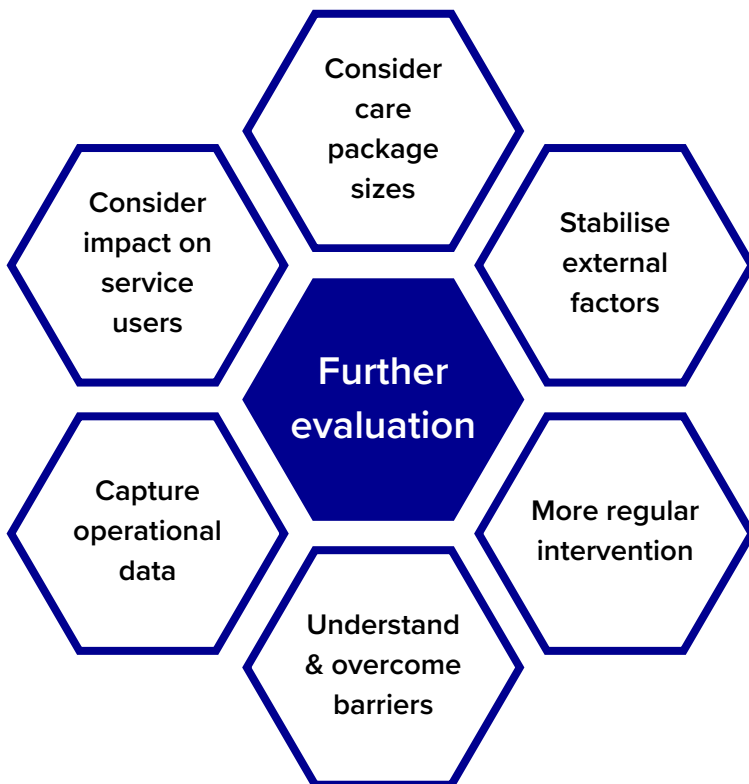 Consider
care
package
sizes
Stabilise
external
factors
More regular
intervention
Understand
& overcome
barriers
Capture
operational
data
Consider
impact on
service
users
Further
evaluation